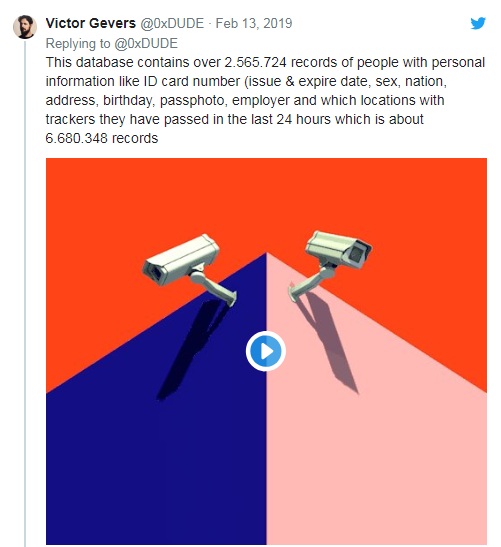 Victor Gevers @0xDUDE · Feb 13, 2019
Replying to @0xDUDE
This database contains over 2.565.724 records of people with personal
information like ID card number (issue & expire date, sex, nation,
address, birthday, passphoto, employer and which locations with
trackers they have passed in the last 24 hours which is about
6.680.348 records